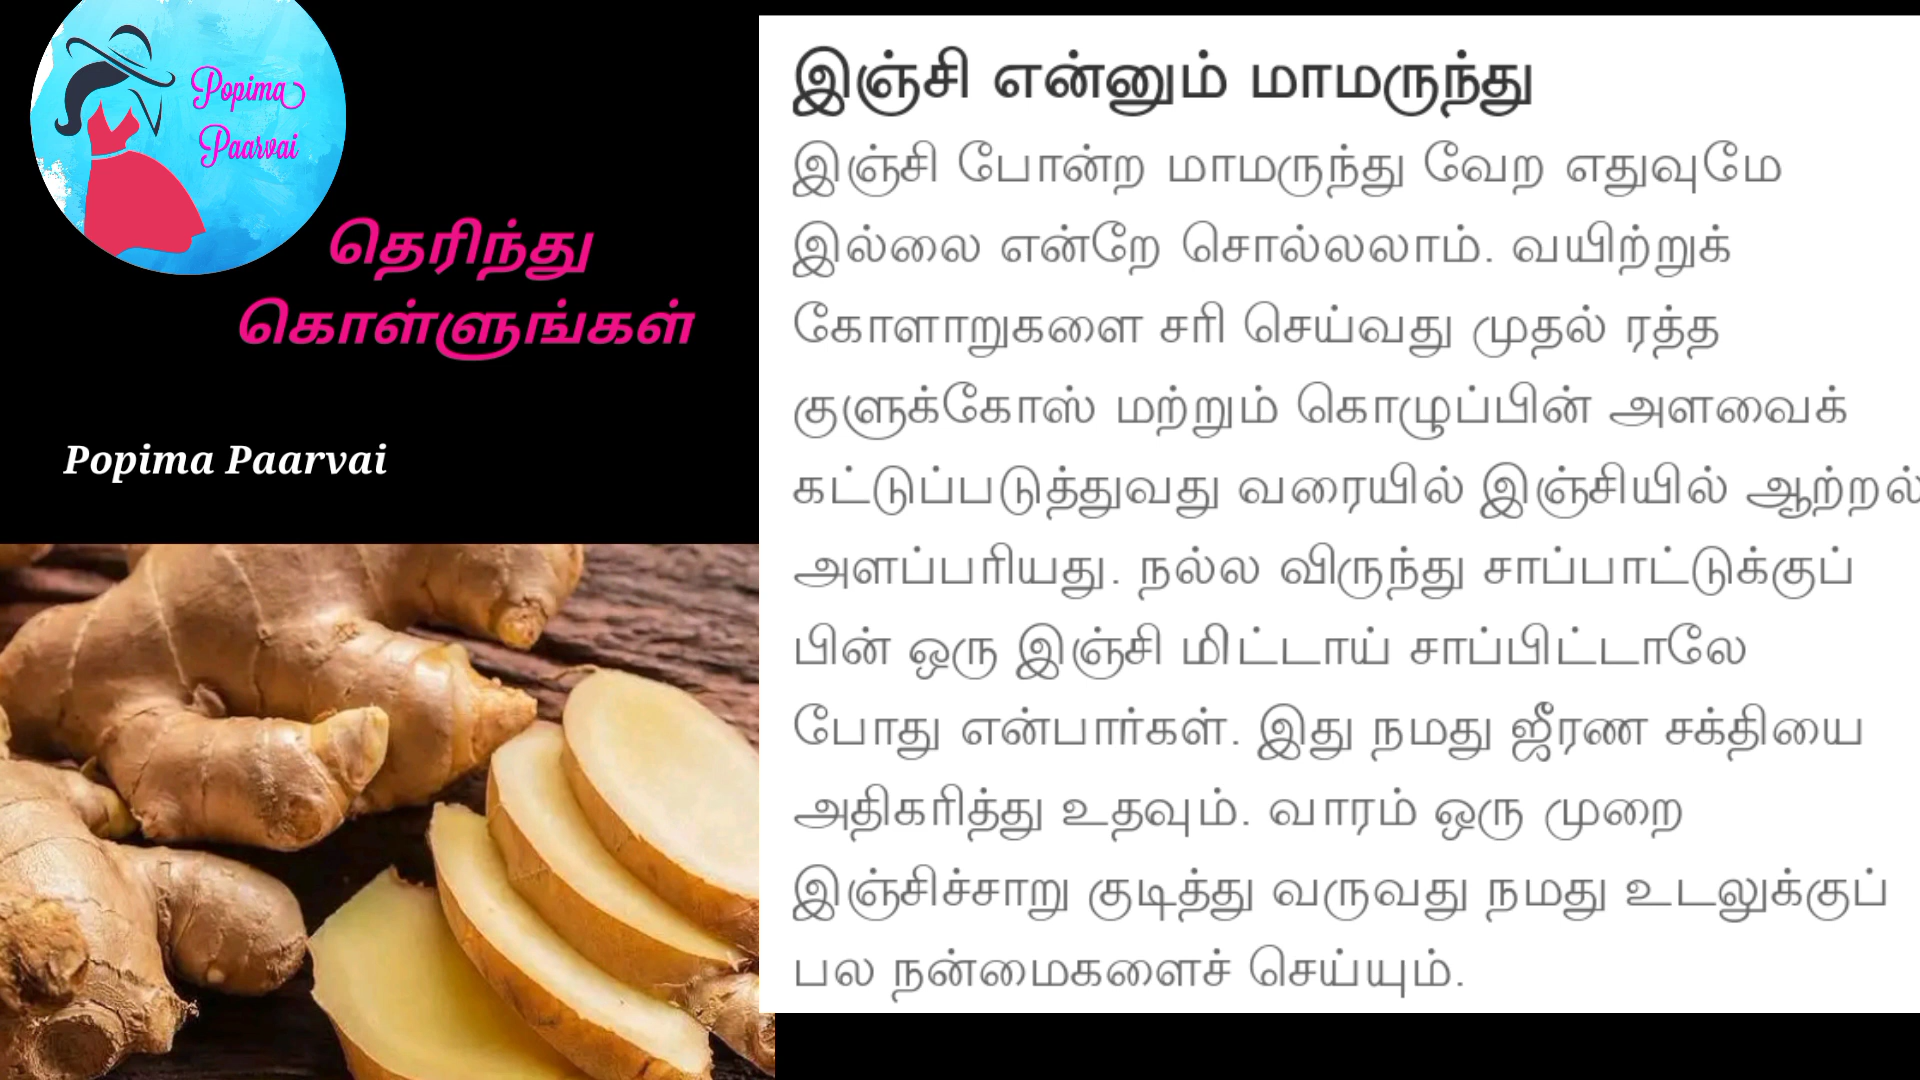 Popima
Paarvai
தெரிந்து
கொள்ளுங்கள்
Popima Paarvai
இஞ்சி என்னும் மாமருந்து
இஞ்சி போன்ற மாமருந்து வேற எதுவுமே
இல்லை என்றே சொல்லலாம். வயிற்றுக்
கோளாறுகளை சரி செய்வது முதல் ரத்த
குளுக்கோஸ் மற்றும் கொழுப்பின் அளவைக்
கட்டுப்படுத்துவது வரையில் இஞ்சியில் ஆற்றல்
அளப்பரியது. நல்ல விருந்து சாப்பாட்டுக்குப்
பின் ஒரு இஞ்சி மிட்டாய் சாப்பிட்டாலே
போது என்பார்கள். இது நமது ஜீரண சக்தியை
அதிகரித்து உதவும். வாரம் ஒரு முறை
இஞ்சிச்சாறு குடித்து வருவது நமது உடலுக்குப்
பல நன்மைகளைச் செய்யும்.